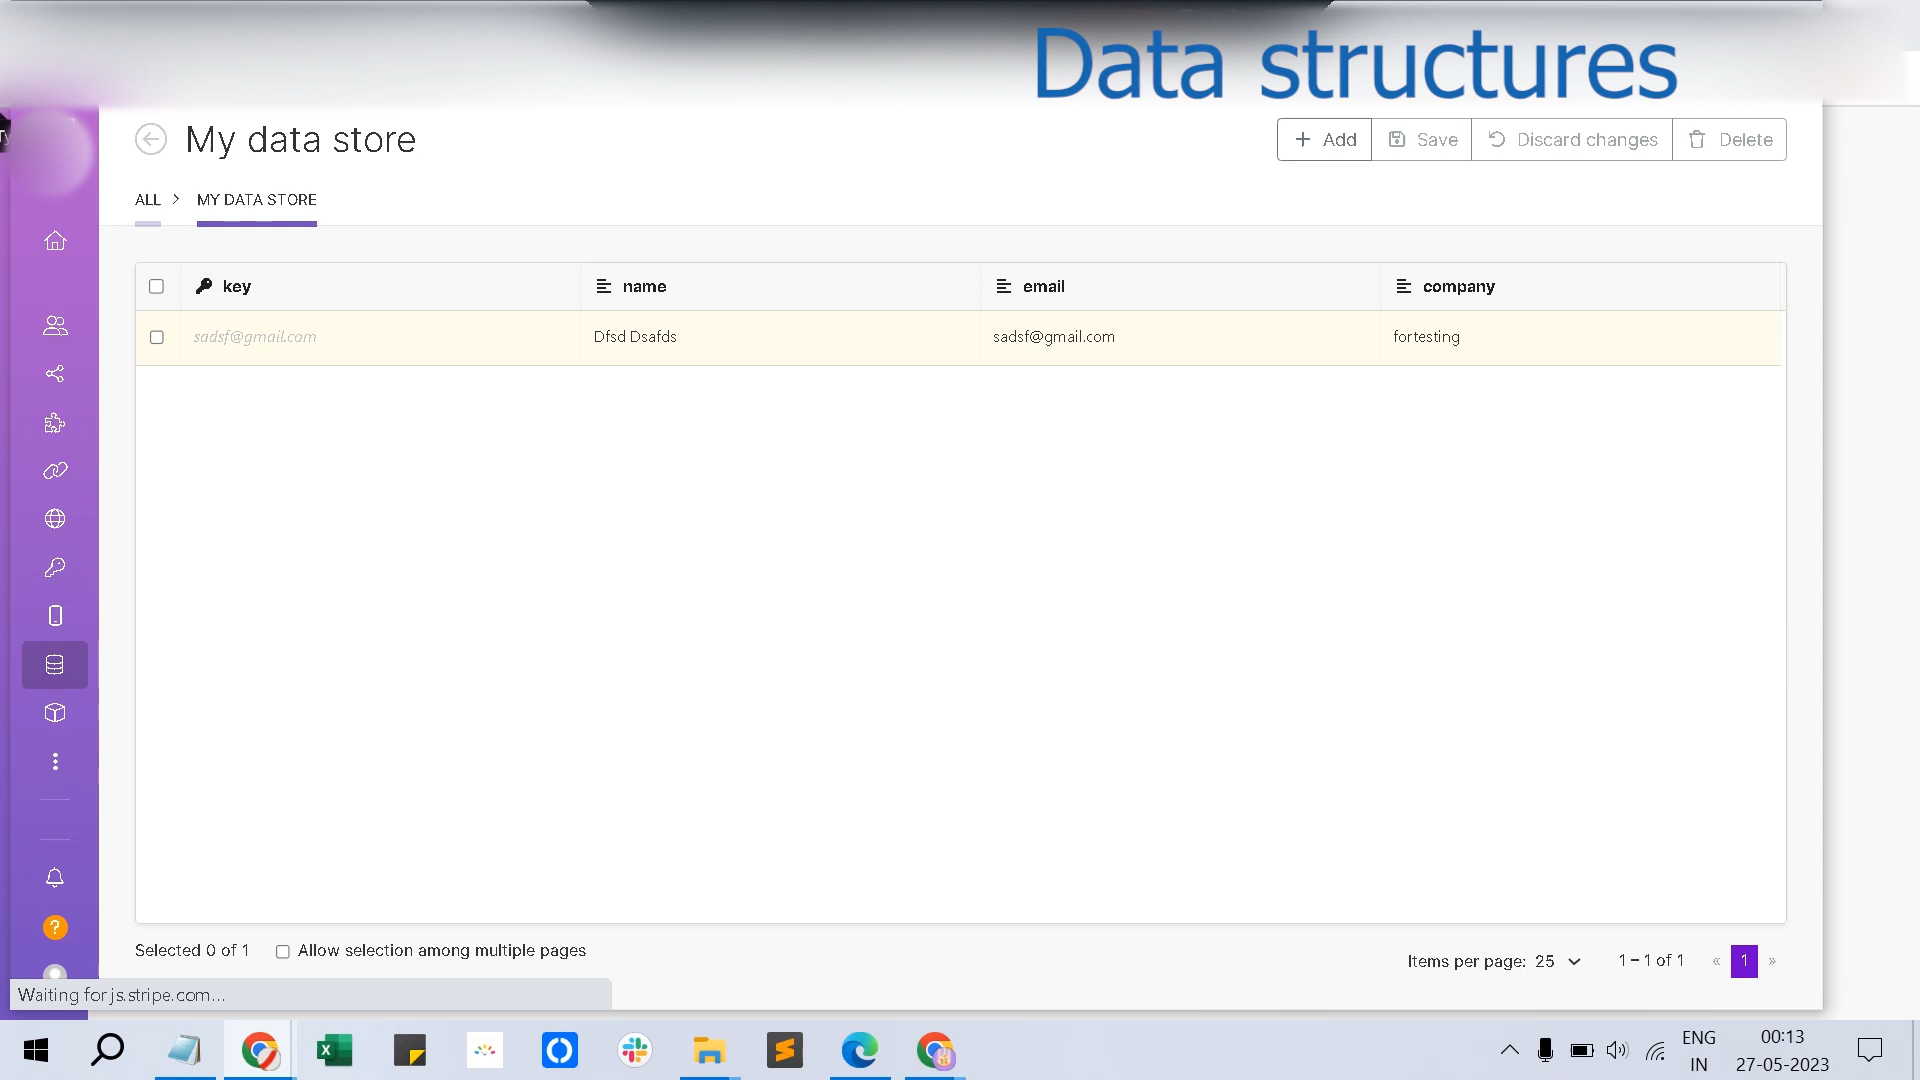 Data structures
My data store
Add Save Discard changes Delete
ALL > MY DATA STORE
key name email company
sadsf@gmail.com Dfsd Dsafds sadsf@gmail.com fortesting
Selected 0 of 1 Allow selection among multiple pages
Items per page: 25 1 – 1 of 1 « 1 »
?
Waiting for js.stripe.com...
ENG 00:13
IN 27-05-2023